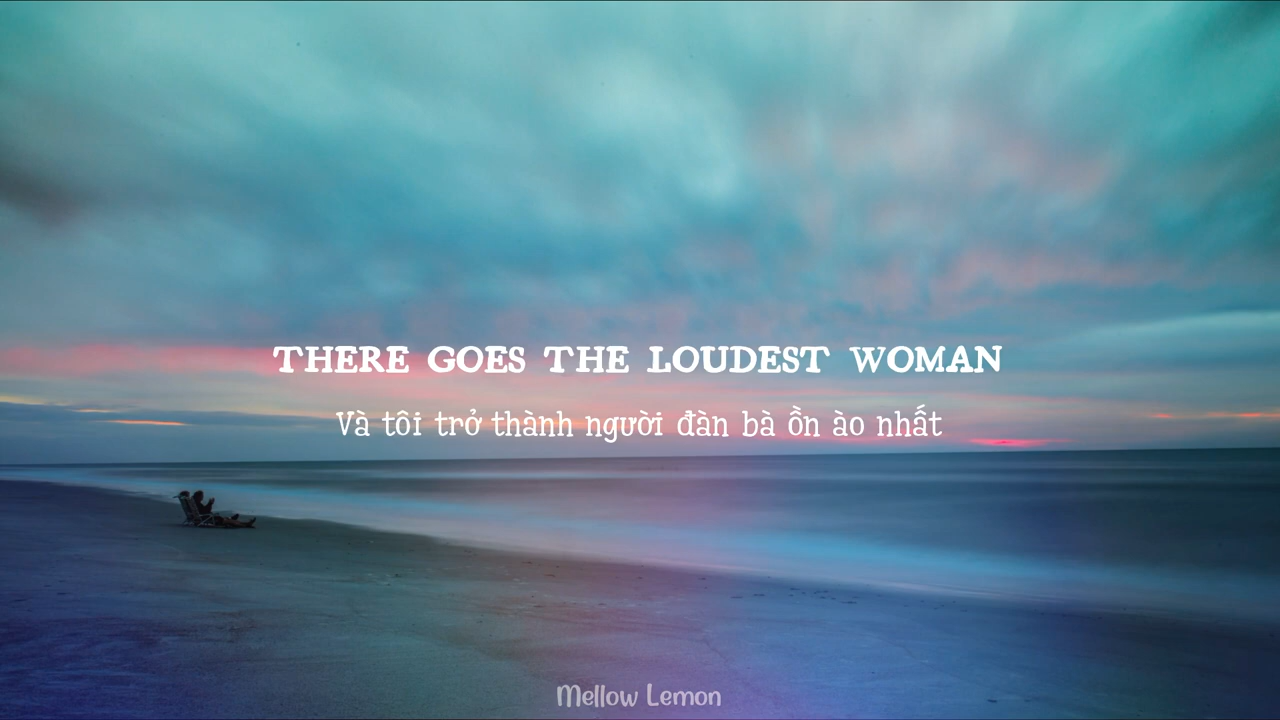 THERE GOES THE LOUDEST WOMAN
Và tôi trở thành người đàn bà ồn ào nhất
Mellow Lemon